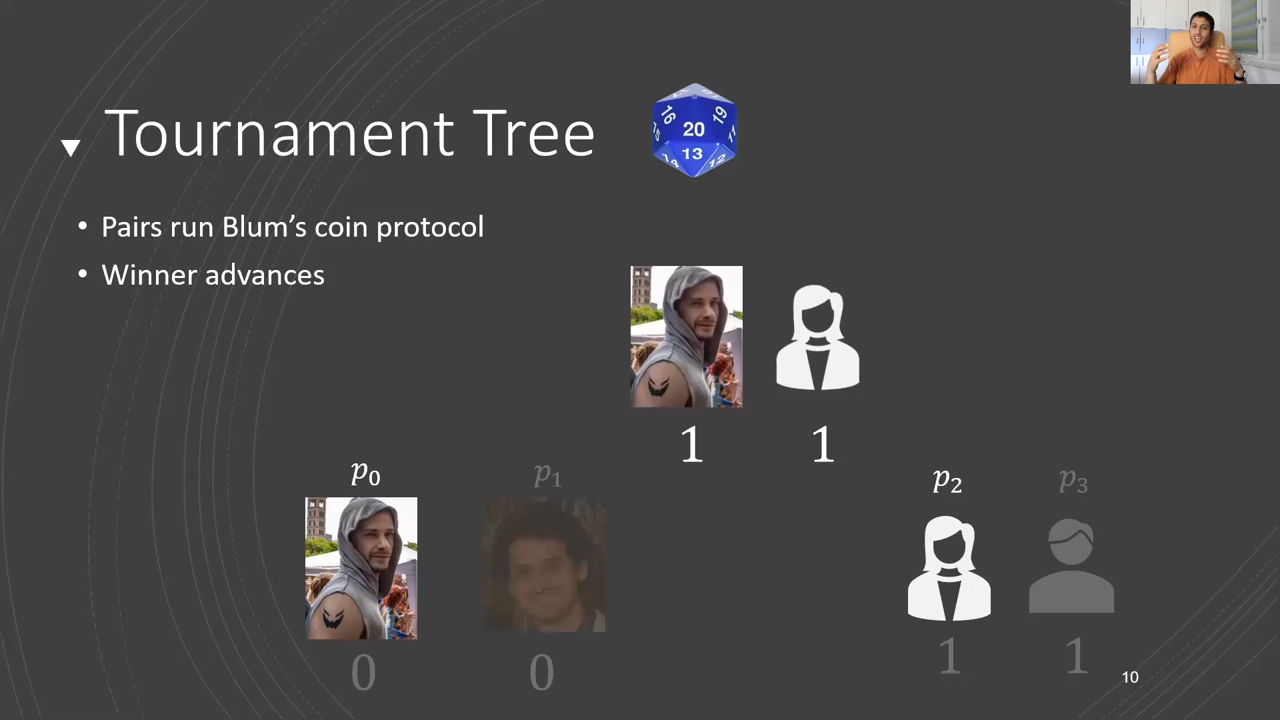 Tournament Tree
16
19
20
13
12
• Pairs run Blum’s coin protocol
• Winner advances
1 1
p₀ p₁ p₂ p₃
0 0 1 1
10